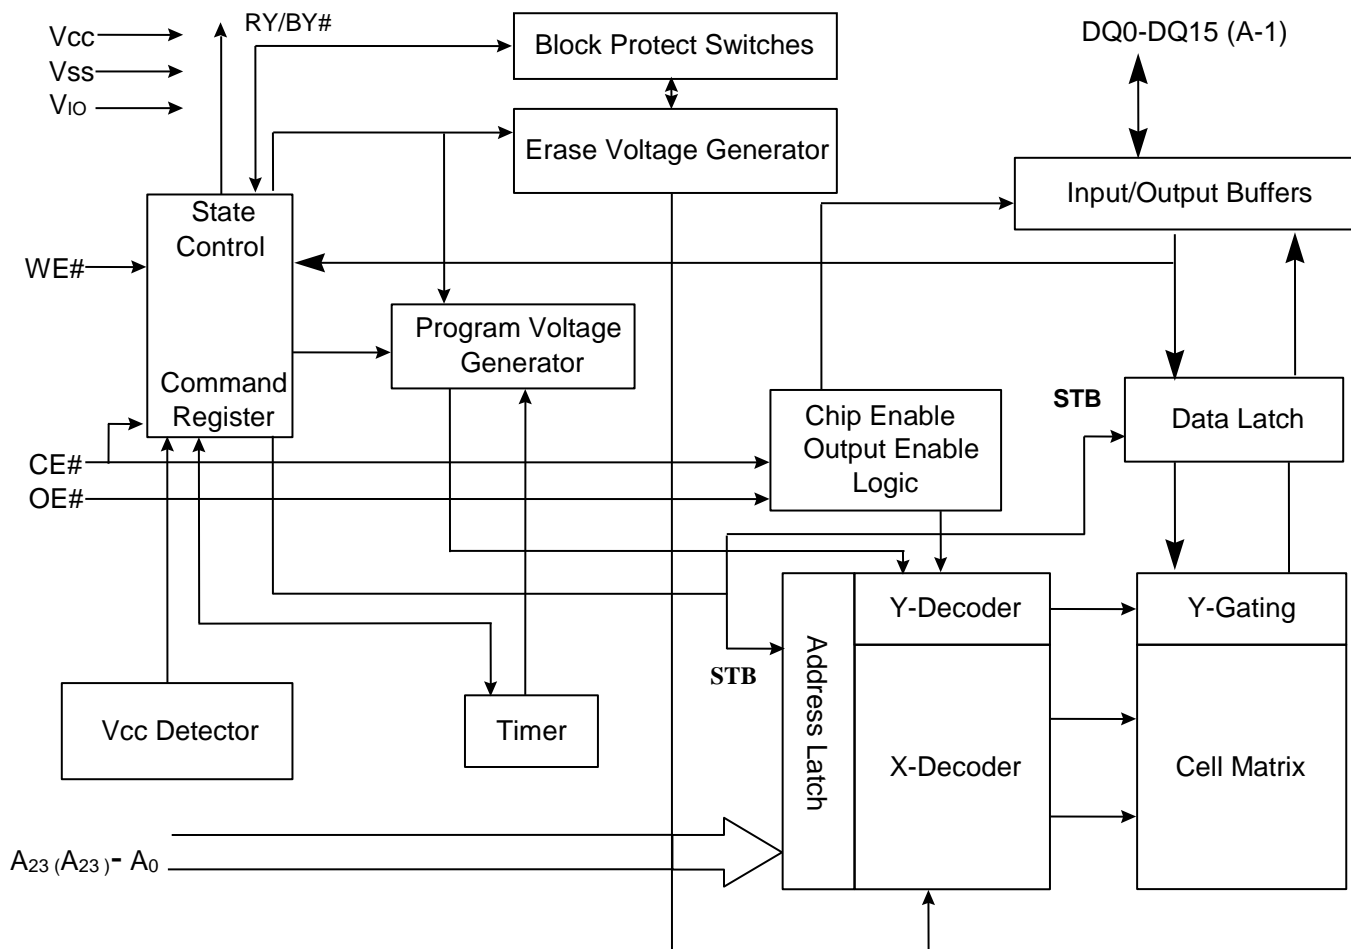 RY/BY#
Vcc
Vss
VIO
Block Protect Switches
DQ0-DQ15 (A-1)
Erase Voltage Generator
Input/Output Buffers
State
Control
WE#
Program Voltage
Generator
Command
Register
STB
Chip Enable
Output Enable
Logic
Data Latch
CE#
OE#
Y-Decoder
Y-Gating
STB
Address Latch
Vcc Detector
Timer
X-Decoder
Cell Matrix
A23 (A23 )- A0